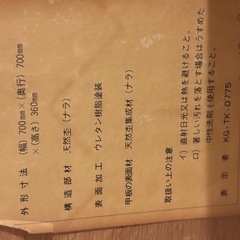 外形寸法　(幅) 700mm×(奥行) 700mm
×(高さ) 360mm
構造部材　天然杢(ナラ)
表面加工　ウレタン樹脂塗装
甲板の表面材　天然杢集成材(ナラ)
取扱い上の注意
イ) 直射日光又は熱を避けること。
ロ) 著しい汚れを落とす場合はうすめた
中性洗剤を使用すること。
表示者　KG-TK-0775